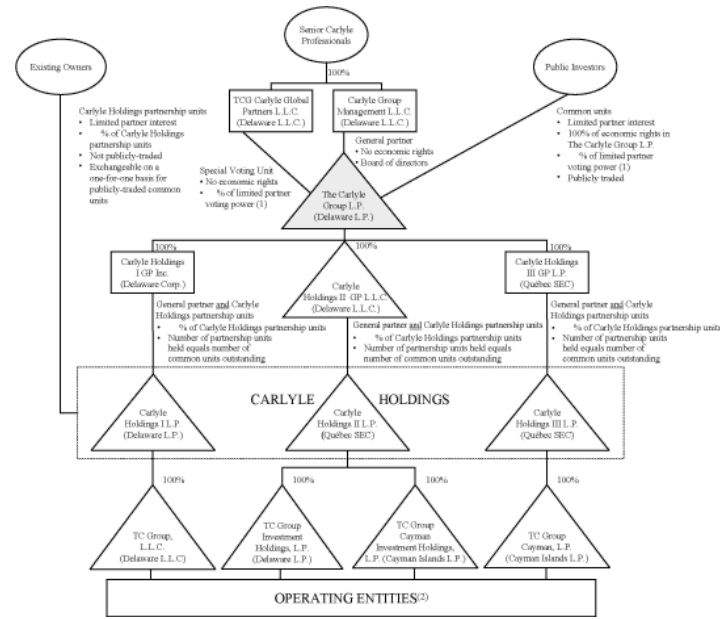 Senior Carlyle
Professionals
Existing Owners
Public Investors
100%
TCG Carlyle Global
Partners L.L.C.
(Delaware L.L.C.)
Carlyle Group
Management L.L.C.
(Delaware L.L.C.)
Carlyle Holdings partnership units
• Limited partner interest
• % of Carlyle Holdings
partnership units
• Not publicly-traded
• Exchangeable on a
one-for-one basis for
publicly-traded common
units
Common units
• Limited partner interest
• 100% of economic rights in
The Carlyle Group L.P.
• % of limited partner
voting power (1)
• Publicly traded
General partner
• No economic rights
• Board of directors
Special Voting Unit
• No economic rights
• % of limited partner
voting power (1)
The Carlyle
Group L.P.
(Delaware L.P.)
100%
100%
100%
Carlyle Holdings
I GP Inc.
(Delaware Corp.)
Carlyle
Holdings II GP L.L.C.
(Delaware L.L.C.)
Carlyle Holdings
III GP L.P.
(Québec SEC)
General partner and Carlyle
Holdings partnership units
• % of Carlyle Holdings partnership units
• Number of partnership units
held equals number of
common units outstanding
General partner and Carlyle Holdings partnership units
• % of Carlyle Holdings partnership units
• Number of partnership units held equals
number of common units outstanding
General partner and Carlyle
Holdings partnership units
• % of Carlyle Holdings partnership units
• Number of partnership units
held equals number of
common units outstanding
CARLYLE HOLDINGS
Carlyle
Holdings I L.P.
(Delaware L.P.)
Carlyle
Holdings II L.P.
(Québec SEC)
Carlyle
Holdings III L.P.
(Québec SEC)
100%
100%
100%
100%
TC Group,
L.L.C.
(Delaware L.L.C)
TC Group
Investment
Holdings, L.P.
(Delaware L.P.)
TC Group
Cayman
Investment Holdings,
L.P. (Cayman Islands L.P.)
TC Group
Cayman, L.P.
(Cayman Islands L.P.)
OPERATING ENTITIES(2)